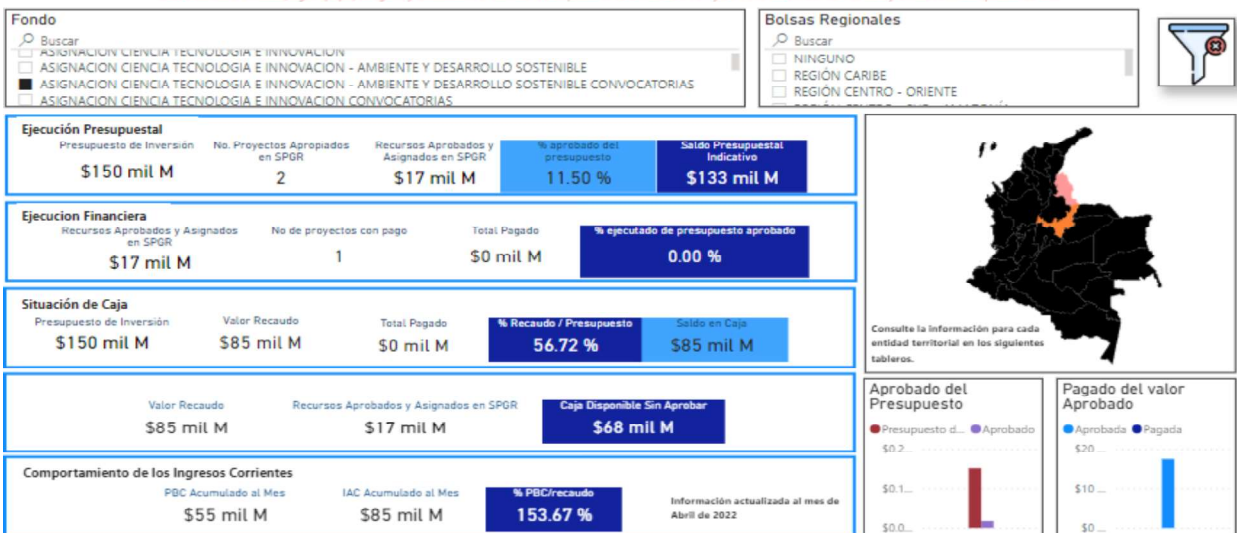 Fondo
Buscar
ASIGNACION CIENCIA TECNOLOGIA E INNOVACION
ASIGNACION CIENCIA TECNOLOGIA E INNOVACION - AMBIENTE Y DESARROLLO SOSTENIBLE
ASIGNACION CIENCIA TECNOLOGIA E INNOVACION - AMBIENTE Y DESARROLLO SOSTENIBLE CONVOCATORIAS
ASIGNACION CIENCIA TECNOLOGIA E INNOVACION CONVOCATORIAS
Bolsas Regionales
Buscar
NINGUNO
REGIÓN CARIBE
REGIÓN CENTRO - ORIENTE
Ejecución Presupuestal
Presupuesto de Inversión
$150 mil M
No. Proyectos Apropiados
en SPGR
2
Recursos Aprobados y
Asignados en SPGR
$17 mil M
% aprobado del
presupuesto
11.50 %
Saldo Presupuestal
Indicativo
$133 mil M
Ejecucion Financiera
Recursos Aprobados y Asignados
en SPGR
$17 mil M
No de proyectos con pago
1
Total Pagado
$0 mil M
% ejecutado de presupuesto aprobado
0.00 %
Situación de Caja
Presupuesto de Inversión
$150 mil M
Valor Recaudo
$85 mil M
Total Pagado
$0 mil M
% Recaudo / Presupuesto
56.72 %
Saldo en Caja
$85 mil M
Valor Recaudo
$85 mil M
Recursos Aprobados y Asignados en SPGR
$17 mil M
Caja Disponible Sin Aprobar
$68 mil M
Comportamiento de los Ingresos Corrientes
PBC Acumulado al Mes
$55 mil M
IAC Acumulado al Mes
$85 mil M
% PBC/recaudo
153.67 %
Información actualizada al mes de
Abril de 2022
Consulte la información para cada
entidad territorial en los siguientes
tableros.
Aprobado del
Presupuesto
Presupuesto d... Aprobado
$0.2...
$0.1...
$0.0...
Pagado del valor
Aprobado
Aprobada Pagada
$20 ...
$10 ...
$0 ...